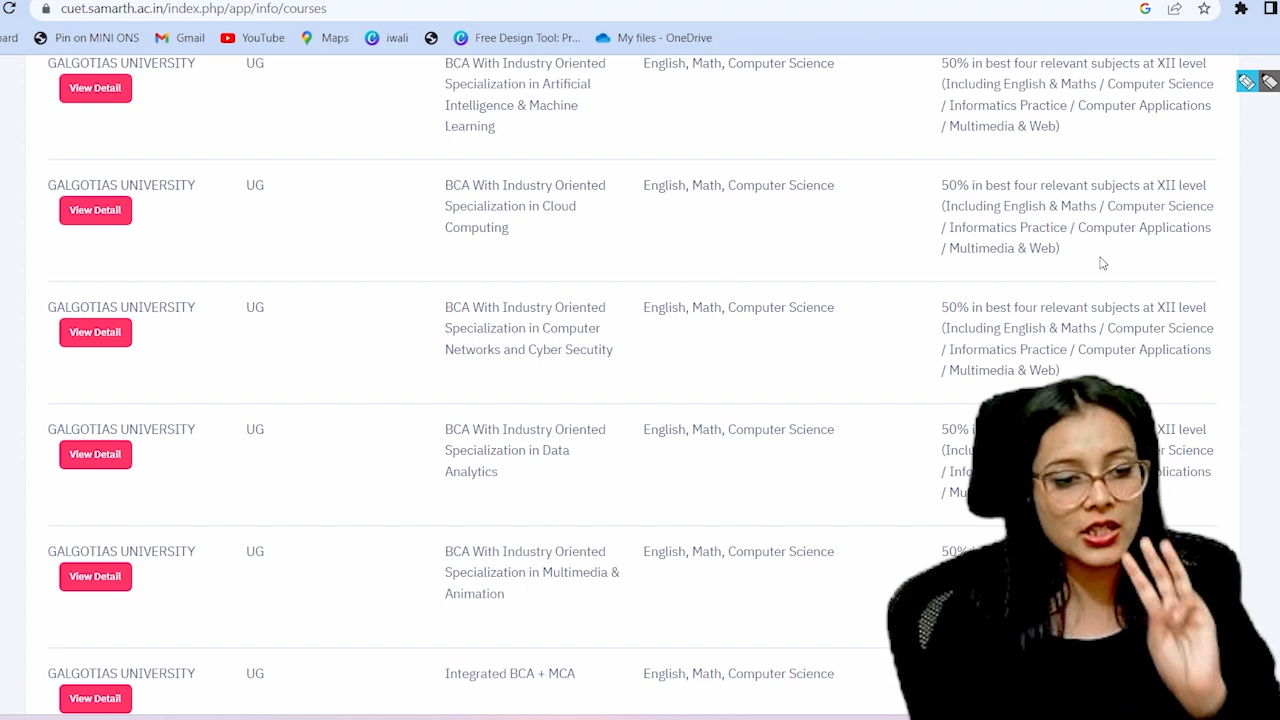 cuet.samarth.ac.in/index.php/app/info/courses
ard Pin on MINI ONS Gmail YouTube Maps iwali Free Design Tool: Pr... My files - OneDrive
GALGOTIAS UNIVERSITY UG BCA With Industry Oriented English, Math, Computer Science 50% in best four relevant subjects at XII level
View Detail Specialization in Artificial (Including English & Maths / Computer Science
Intelligence & Machine / Informatics Practice / Computer Applications
Learning / Multimedia & Web)
GALGOTIAS UNIVERSITY UG BCA With Industry Oriented English, Math, Computer Science 50% in best four relevant subjects at XII level
View Detail Specialization in Cloud (Including English & Maths / Computer Science
Computing / Informatics Practice / Computer Applications
/ Multimedia & Web)
GALGOTIAS UNIVERSITY UG BCA With Industry Oriented English, Math, Computer Science 50% in best four relevant subjects at XII level
View Detail Specialization in Computer (Including English & Maths / Computer Science
Networks and Cyber Secutity / Informatics Practice / Computer Applications
/ Multimedia & Web)
GALGOTIAS UNIVERSITY UG BCA With Industry Oriented English, Math, Computer Science 50% XII level
View Detail Specialization in Data Science
Analytics
GALGOTIAS UNIVERSITY UG BCA With Industry Oriented English, Math, Computer Science 50%
View Detail Specialization in Multimedia &
Animation
GALGOTIAS UNIVERSITY UG Integrated BCA + MCA English, Math, Computer Science
View Detail